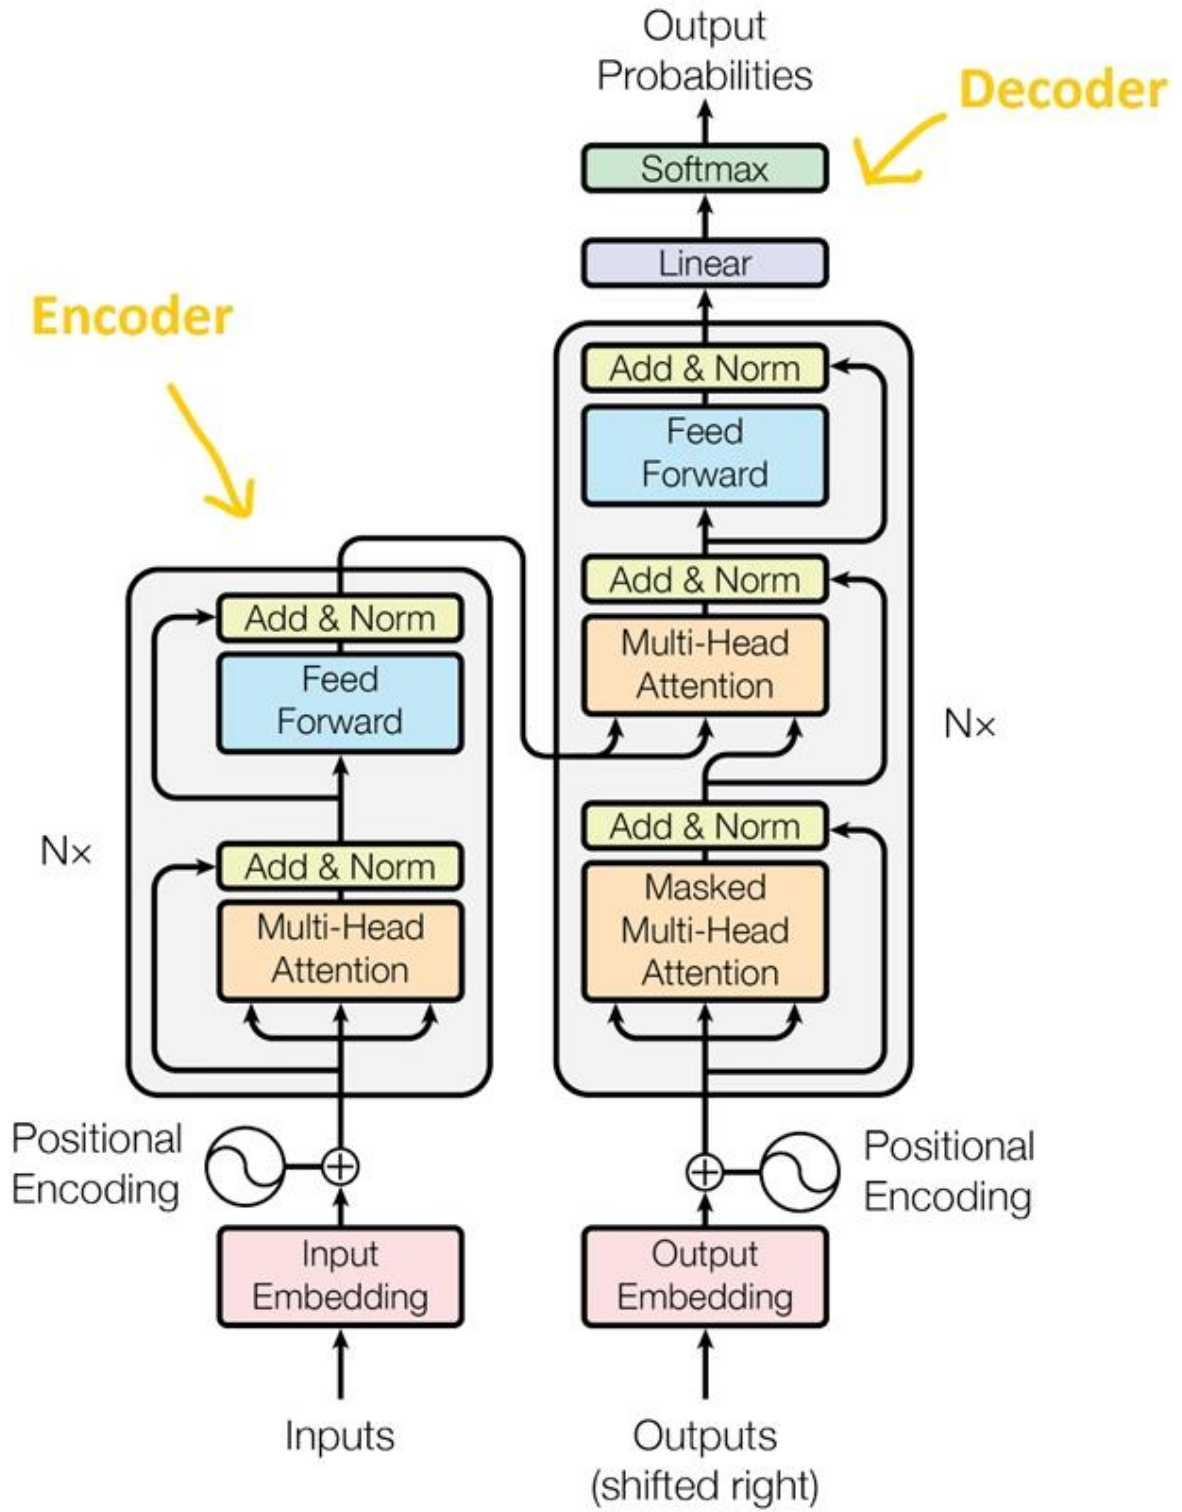 Output
Probabilities
Decoder
Softmax
Linear
Encoder
Add & Norm
Feed
Forward
Add & Norm
Multi-Head
Attention
Nx
Add & Norm
Masked
Multi-Head
Attention
Add & Norm
Feed
Forward
Nx
Add & Norm
Multi-Head
Attention
Positional
Encoding
Positional
Encoding
Input
Embedding
Output
Embedding
Inputs
Outputs
(shifted right)